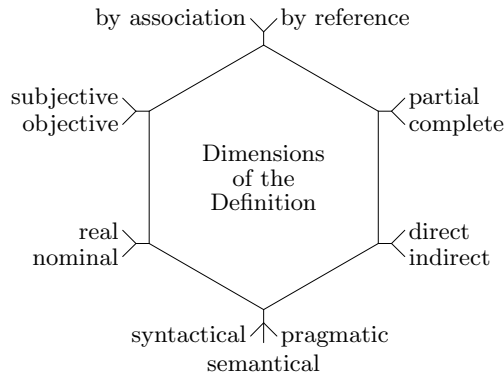 by association by reference
subjective
objective
partial
complete
Dimensions
of the
Definition
real
nominal
direct
indirect
syntactical pragmatic
semantical